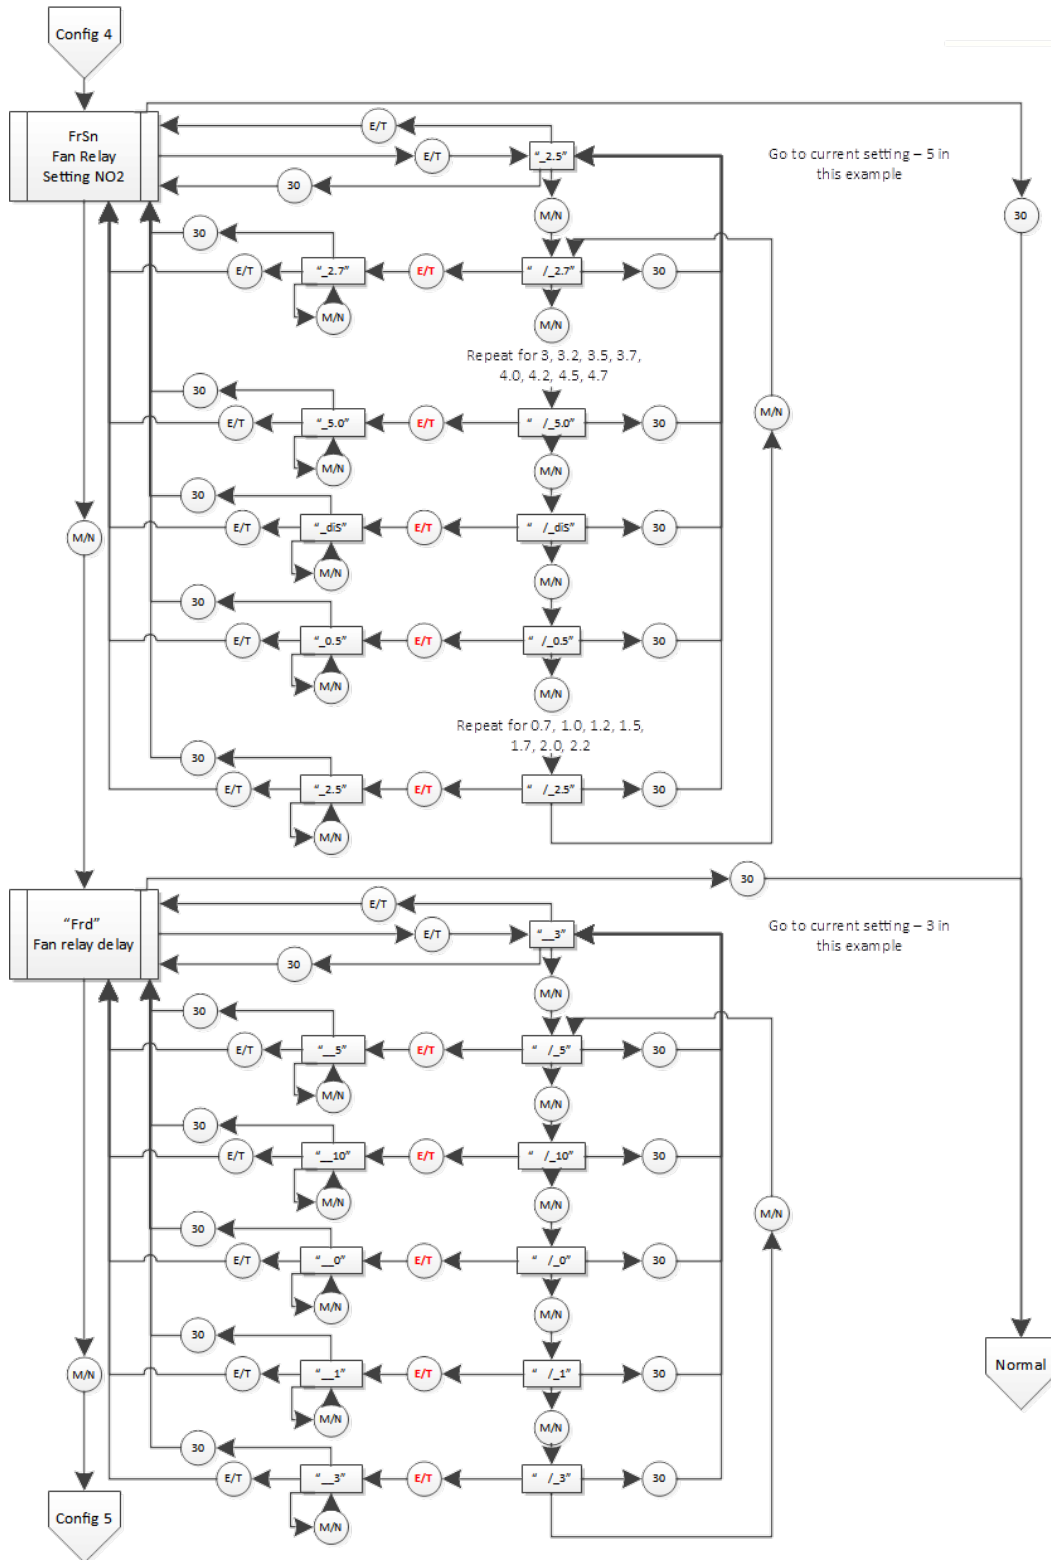 Config 4
FrSn
Fan Relay
Setting NO2
E/T
E/T
"_2.5"
Go to current setting – 5 in
this example
30
30
M/N
30
E/T
"_2.7"
E/T
" /_2.7"
30
M/N
M/N
Repeat for 3, 3.2, 3.5, 3.7,
4.0, 4.2, 4.5, 4.7
30
M/N
E/T
"_5.0"
E/T
" /_5.0"
30
M/N
M/N
30
E/T
"_diS"
E/T
" /_diS"
30
M/N
M/N
M/N
30
E/T
"_0.5"
E/T
" /_0.5"
30
M/N
M/N
Repeat for 0.7, 1.0, 1.2, 1.5,
1.7, 2.0, 2.2
30
E/T
"_2.5"
E/T
" /_2.5"
30
M/N
30
"Frd"
Fan relay delay
E/T
E/T
"__3"
Go to current setting – 3 in
this example
30
M/N
30
E/T
"__5"
E/T
" /_5"
30
M/N
M/N
30
E/T
"__10"
E/T
" /_10"
30
M/N
M/N
M/N
30
E/T
"__0"
E/T
" /_0"
30
M/N
M/N
30
E/T
"__1"
E/T
" /_1"
30
Normal
M/N
M/N
M/N
30
E/T
"__3"
E/T
" /_3"
30
M/N
Config 5